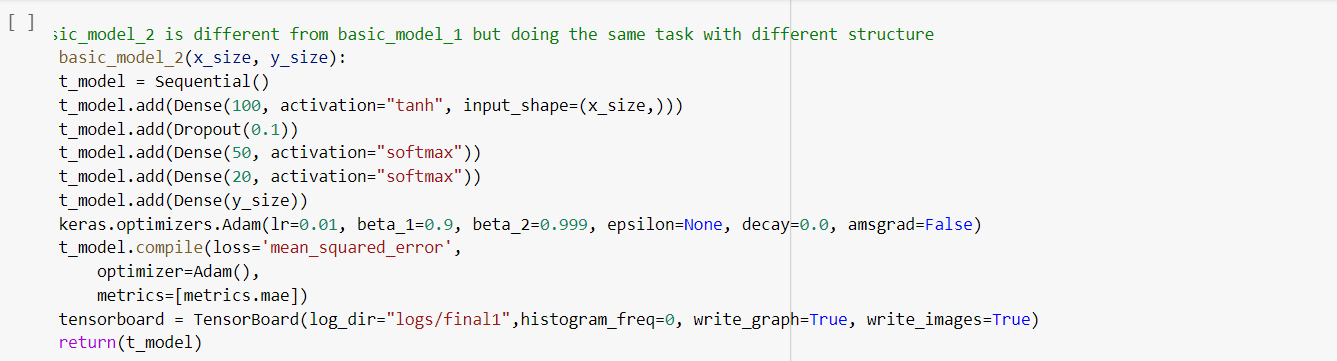 [ ]
sic_model_2 is different from basic_model_1 but doing the same task with different structure
basic_model_2(x_size, y_size):
t_model = Sequential()
t_model.add(Dense(100, activation="tanh", input_shape=(x_size,)))
t_model.add(Dropout(0.1))
t_model.add(Dense(50, activation="softmax"))
t_model.add(Dense(20, activation="softmax"))
t_model.add(Dense(y_size))
keras.optimizers.Adam(lr=0.01, beta_1=0.9, beta_2=0.999, epsilon=None, decay=0.0, amsgrad=False)
t_model.compile(loss='mean_squared_error',
    optimizer=Adam(),
    metrics=[metrics.mae])
tensorboard = TensorBoard(log_dir="logs/final1",histogram_freq=0, write_graph=True, write_images=True)
return(t_model)